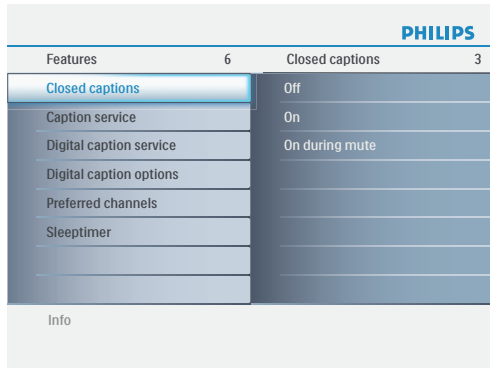 PHILIPS
Features 6 Closed captions 3
Closed captions Off
Caption service On
Digital caption service On during mute
Digital caption options
Preferred channels
Sleeptimer
Info